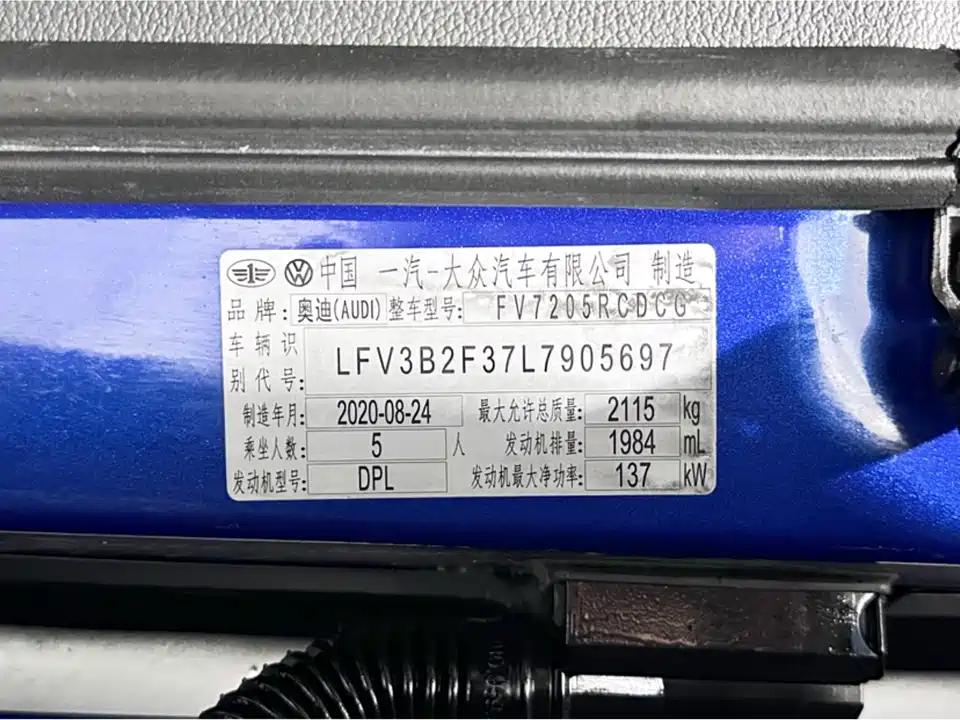 中国 一汽-大众汽车有限公司 制造
品牌: 奥迪(AUDI) 整车型号: FV7205RCDCG
车辆识
别代号: LFV3B2F37L7905697
制造年月: 2020-08-24 最大允许总质量: 2115 kg
乘坐人数: 5 人 发动机排量: 1984 mL
发动机型号: DPL 发动机最大净功率: 137 kW